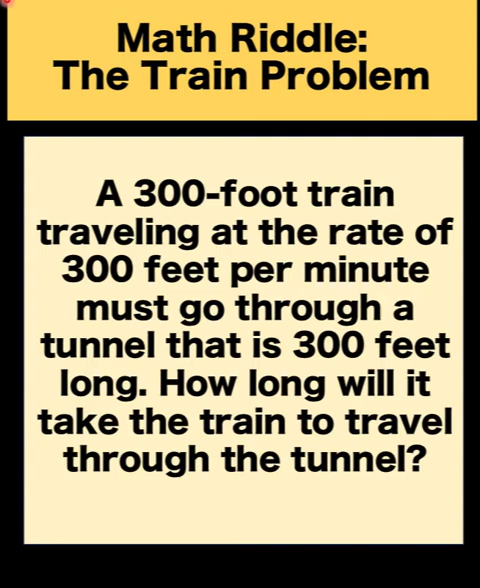 Math Riddle:
The Train Problem
A 300-foot train
traveling at the rate of
300 feet per minute
must go through a
tunnel that is 300 feet
long. How long will it
take the train to travel
through the tunnel?